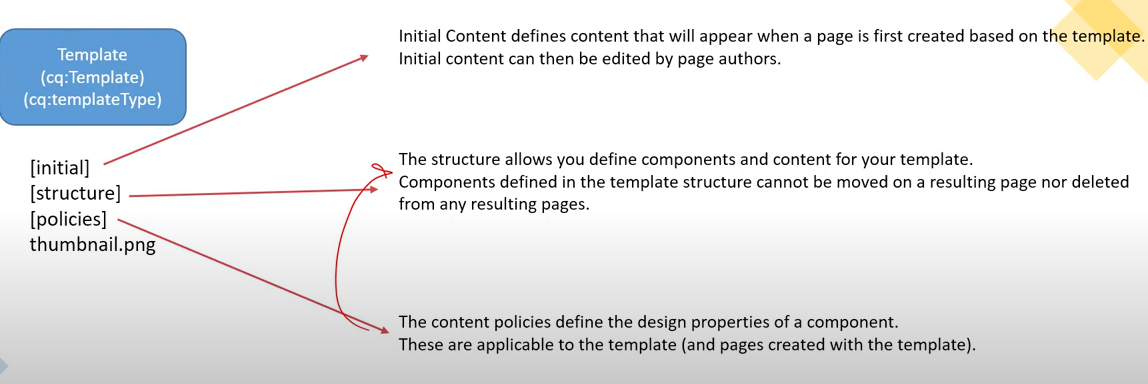 Template
(cq:Template)
(cq:templateType)
[initial]
[structure]
[policies]
thumbnail.png
Initial Content defines content that will appear when a page is first created based on the template.
Initial content can then be edited by page authors.
The structure allows you define components and content for your template.
Components defined in the template structure cannot be moved on a resulting page nor deleted
from any resulting pages.
The content policies define the design properties of a component.
These are applicable to the template (and pages created with the template).